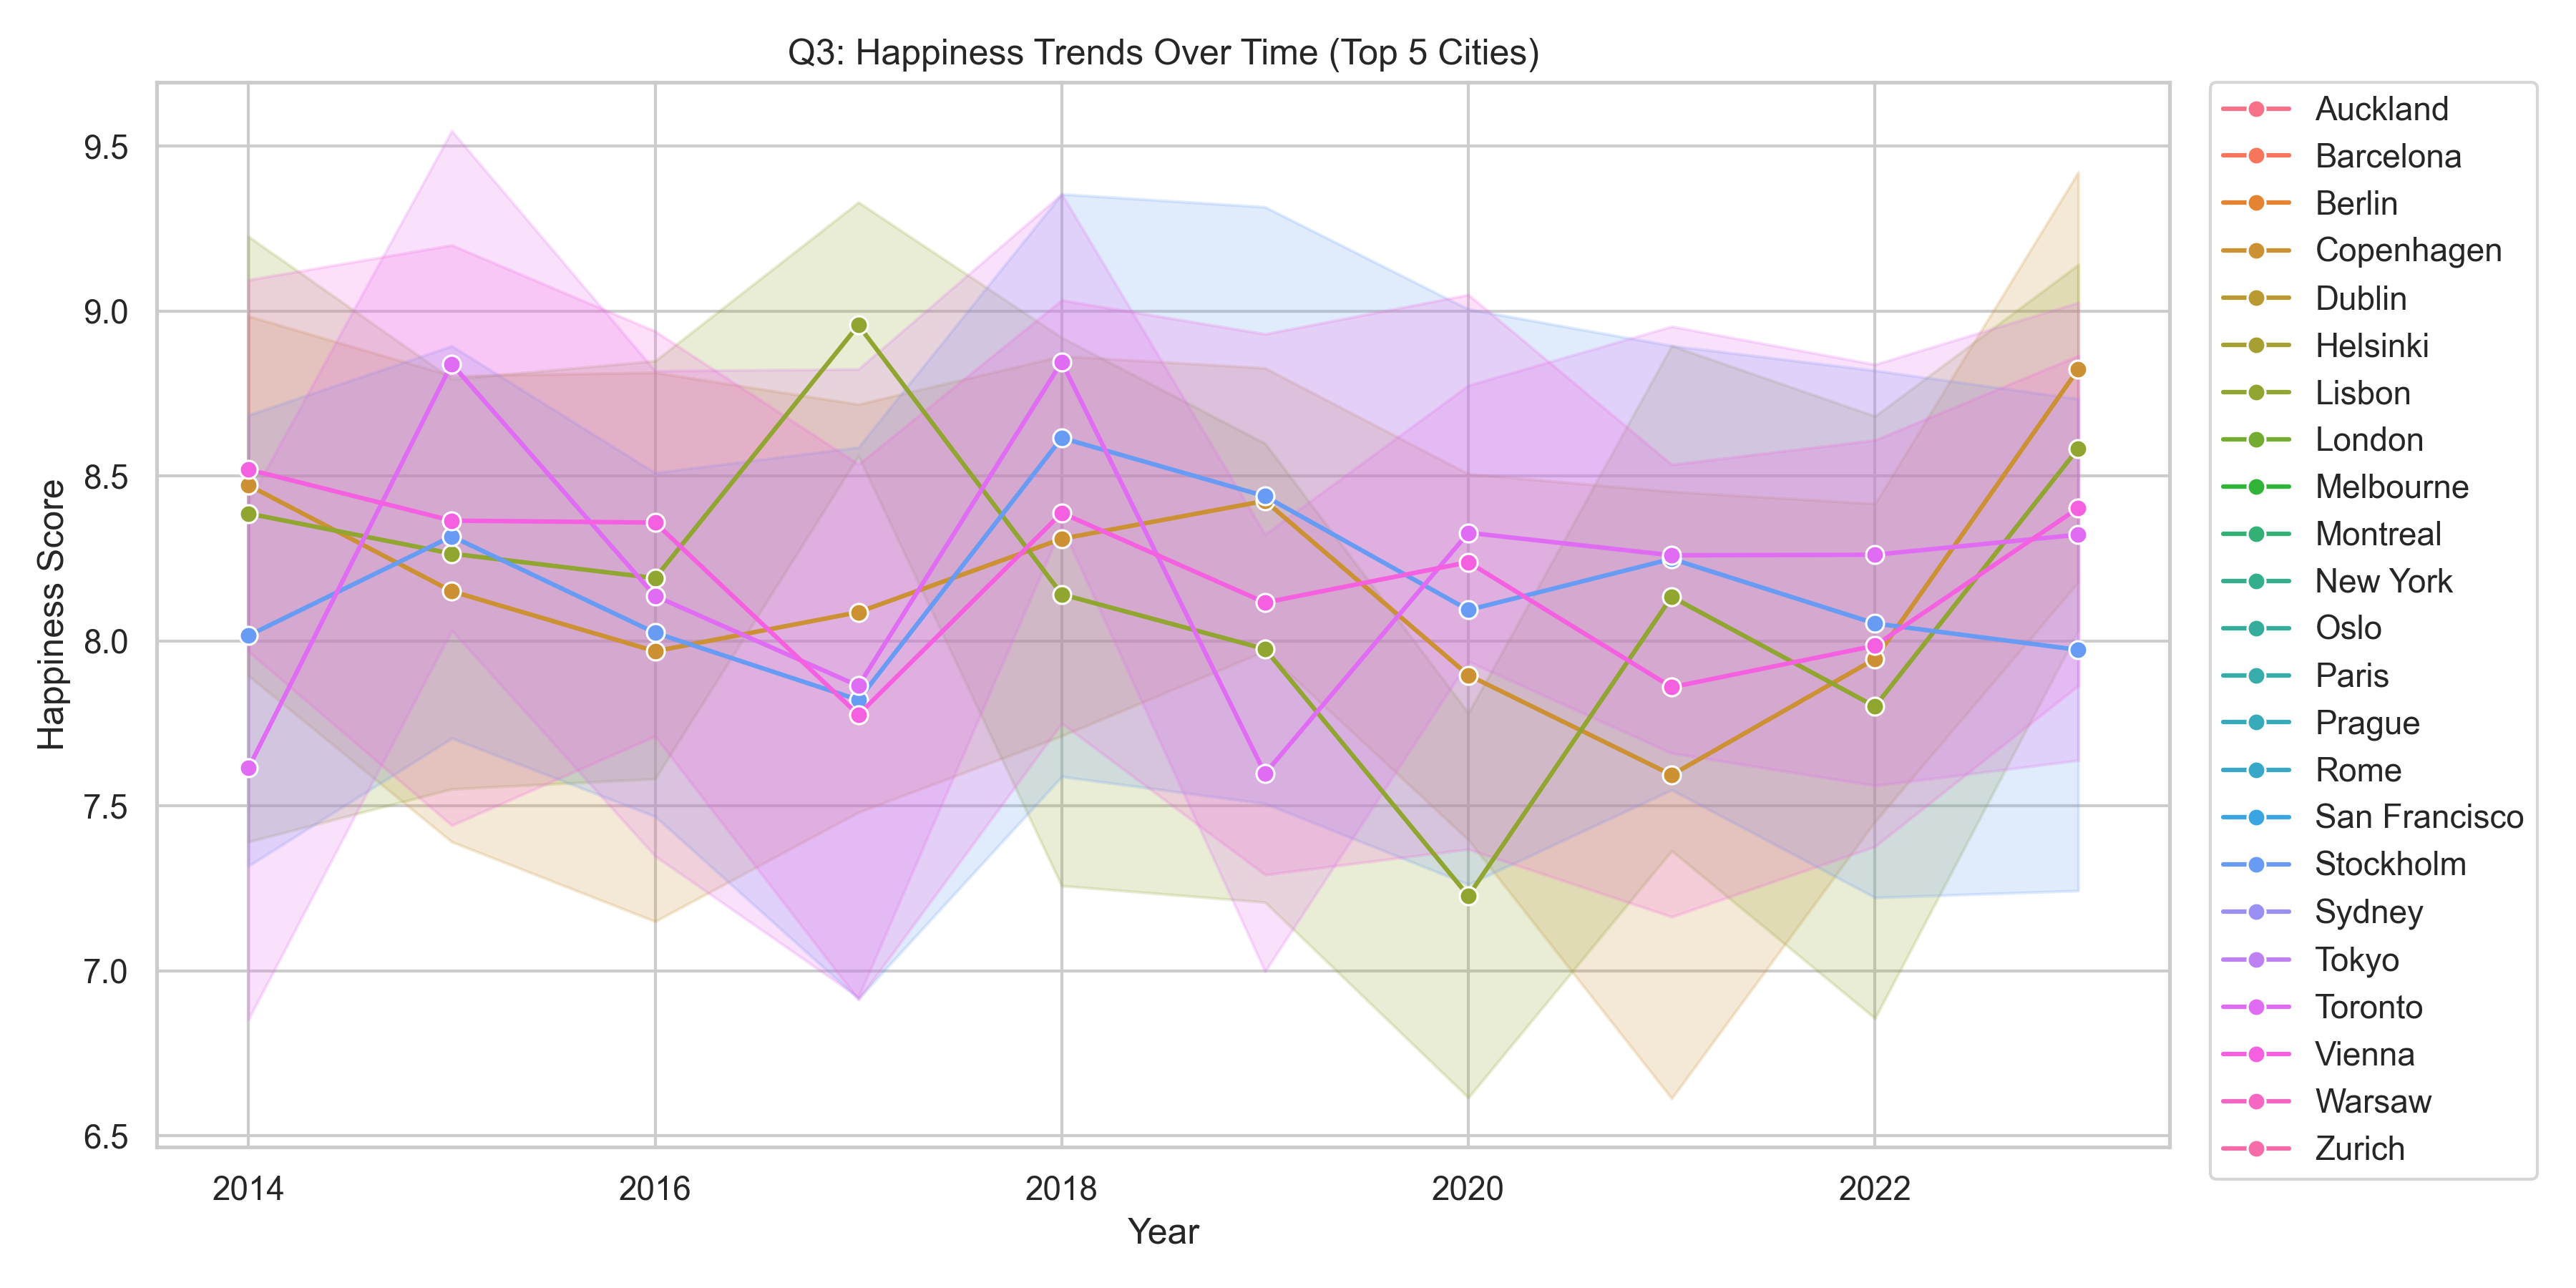 Q3: Happiness Trends Over Time (Top 5 Cities)
Happiness Score
9.5
9.0
8.5
8.0
7.5
7.0
6.5
2014 2016 2018 2020 2022
Year
Auckland
Barcelona
Berlin
Copenhagen
Dublin
Helsinki
Lisbon
London
Melbourne
Montreal
New York
Oslo
Paris
Prague
Rome
San Francisco
Stockholm
Sydney
Tokyo
Toronto
Vienna
Warsaw
Zurich